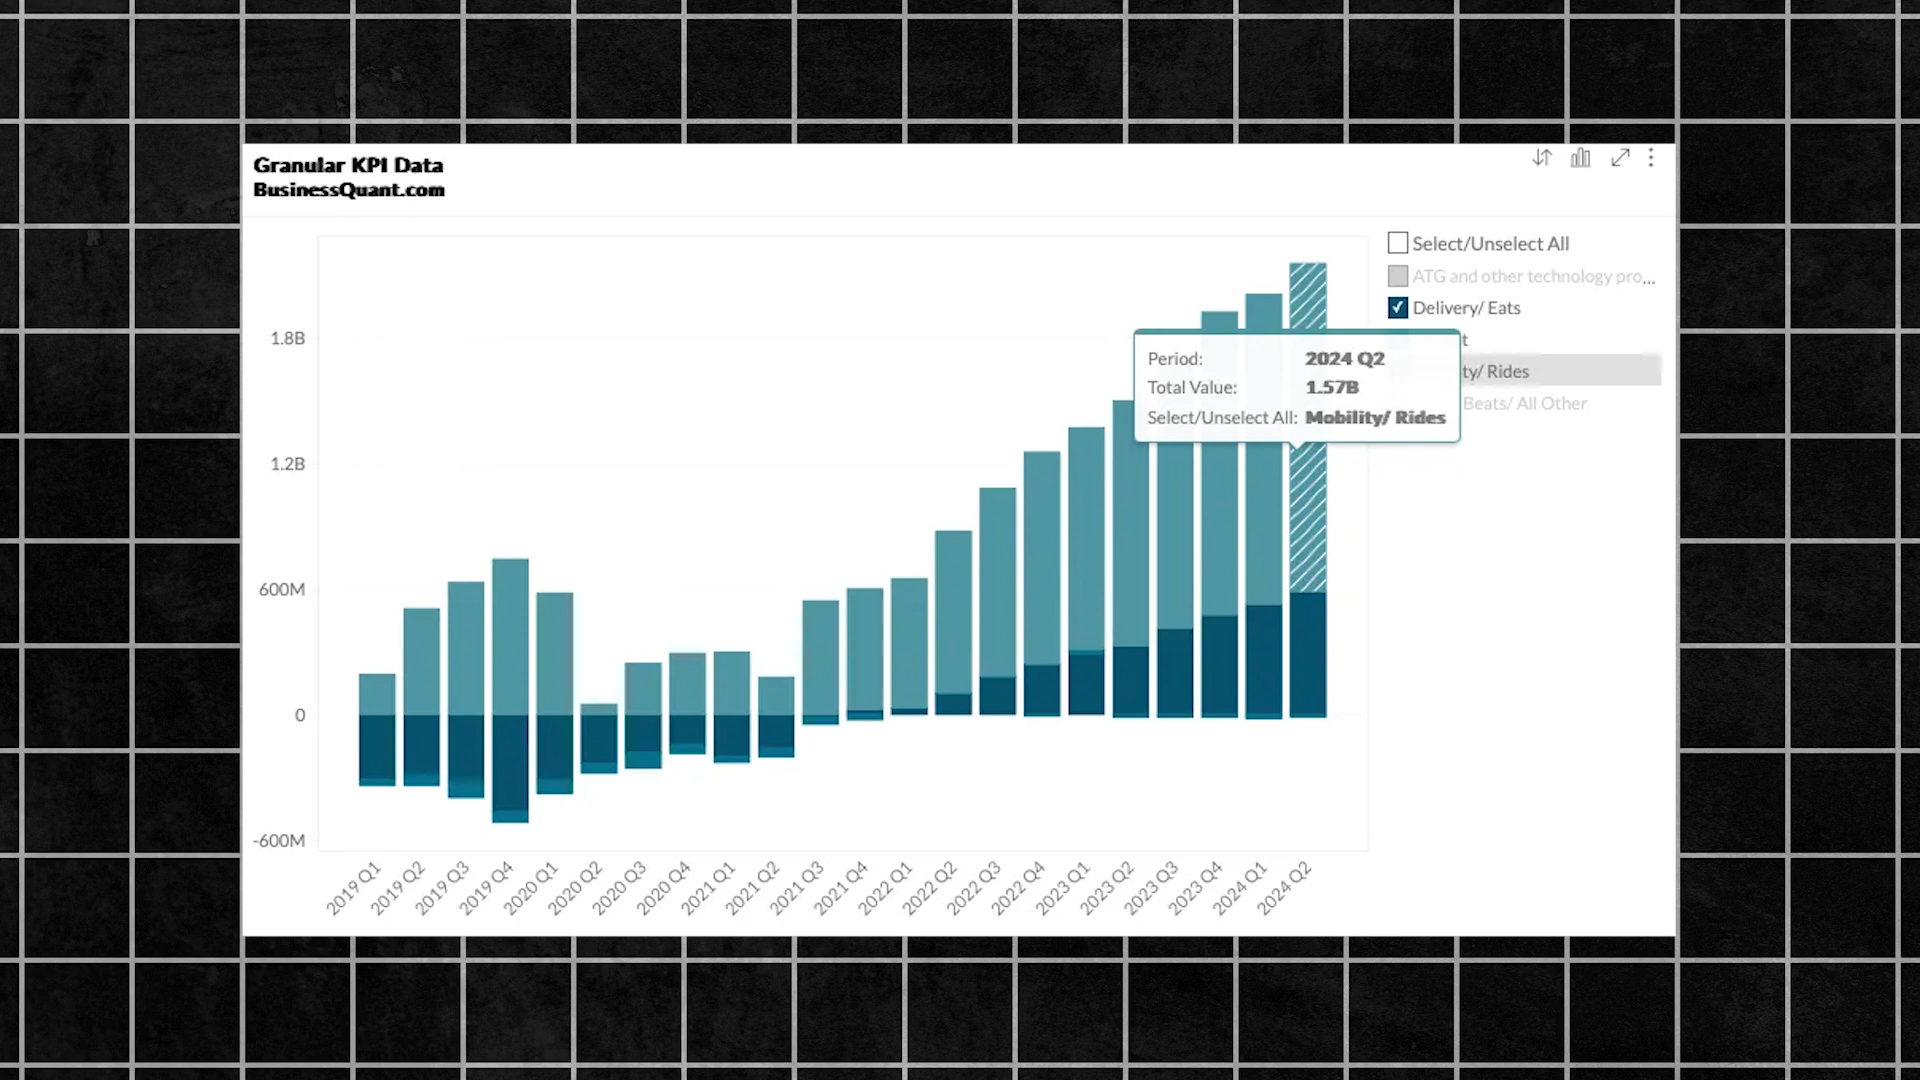 Granular KPI Data
BusinessQuant.com
Select/Unselect All
ATG and other technology pro...
Delivery/ Eats
t
ty/ Rides
Beats/ All Other
Period: 2024 Q2
Total Value: 1.57B
Select/Unselect All: Mobility/ Rides
1.8B
1.2B
600M
0
-600M
2019 Q1
2019 Q2
2019 Q3
2019 Q4
2020 Q1
2020 Q2
2020 Q3
2020 Q4
2021 Q1
2021 Q2
2021 Q3
2021 Q4
2022 Q1
2022 Q2
2022 Q3
2022 Q4
2023 Q1
2023 Q2
2023 Q3
2023 Q4
2024 Q1
2024 Q2